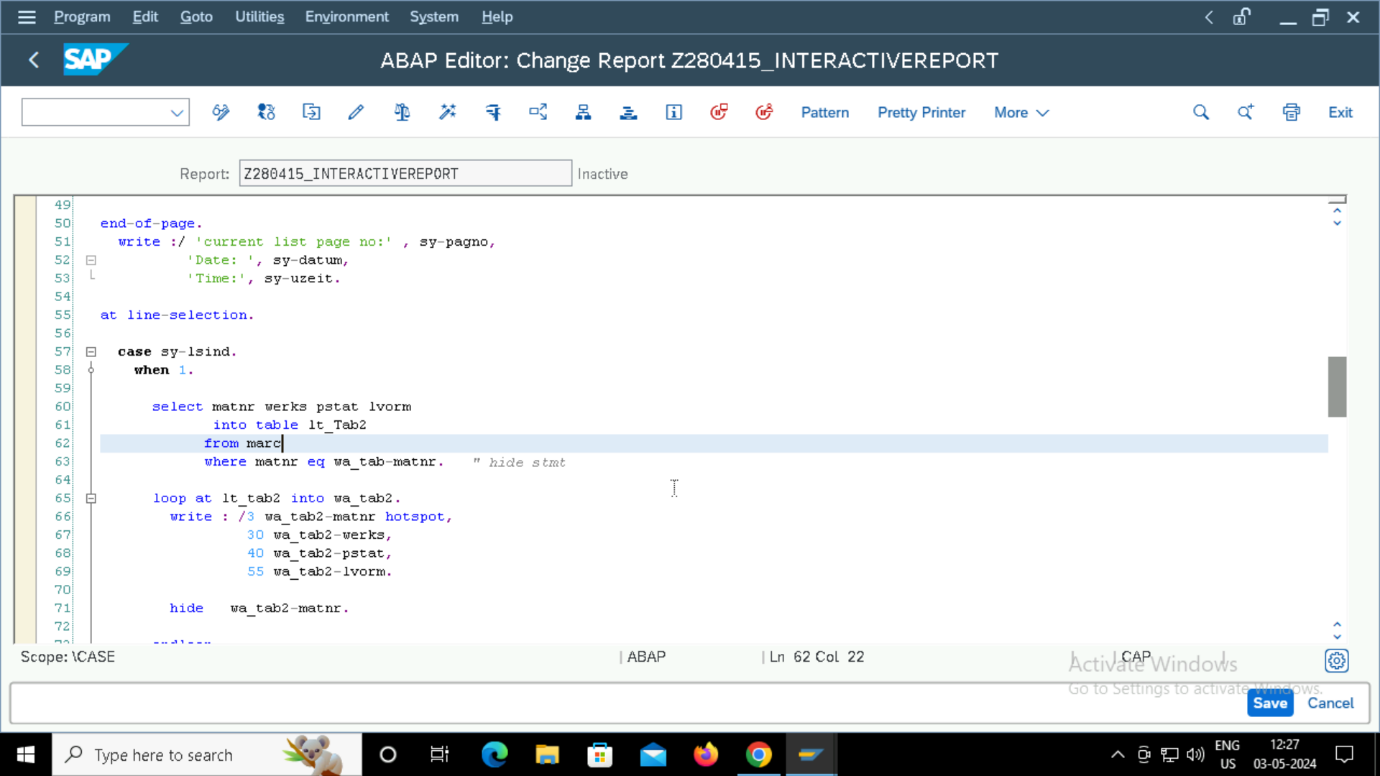 Program Edit Goto Utilities Environment System Help
SAP
ABAP Editor: Change Report Z280415_INTERACTIVEREPORT
Pattern Pretty Printer More Exit
Report: Z280415_INTERACTIVEREPORT Inactive
49
50 end-of-page.
51 write :/ 'current list page no:' , sy-pagno,
52 'Date: ', sy-datum,
53 'Time:', sy-uzeit.
54
55 at line-selection.
56
57 case sy-lsind.
58 when 1.
59
60 select matnr werks pstat lvorm
61 into table lt_Tab2
62 from marc
63 where matnr eq wa_tab-matnr. " hide stmt
64
65 loop at lt_tab2 into wa_tab2.
66 write : /3 wa_tab2-matnr hotspot,
67 30 wa_tab2-werks,
68 40 wa_tab2-pstat,
69 55 wa_tab2-lvorm.
70
71 hide wa_tab2-matnr.
72
Scope: \CASE | ABAP | Ln 62 Col 22 | CAP
Activate Windows
Go to Settings to activate Windows.
Save Cancel
Type here to search
ENG
US
12:27
03-05-2024